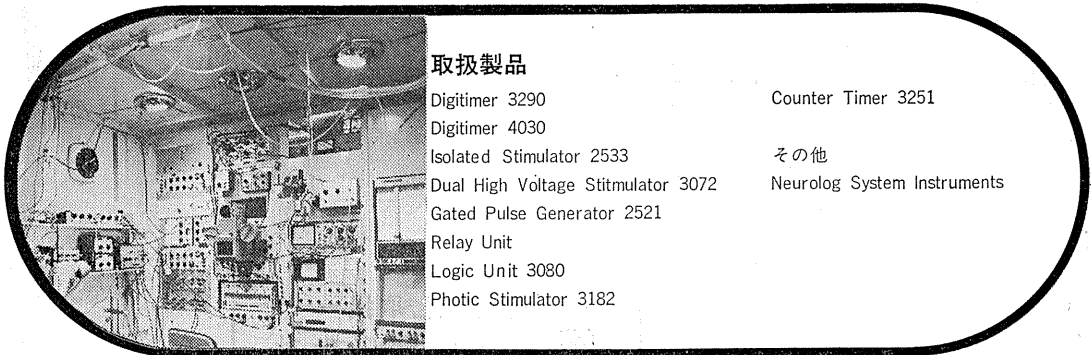 取扱製品
Digitimer 3290
Digitimer 4030
Isolated Stimulator 2533
Dual High Voltage Stitmulator 3072
Gated Pulse Generator 2521
Relay Unit
Logic Unit 3080
Photic Stimulator 3182
Counter Timer 3251
その他
Neurolog System Instruments